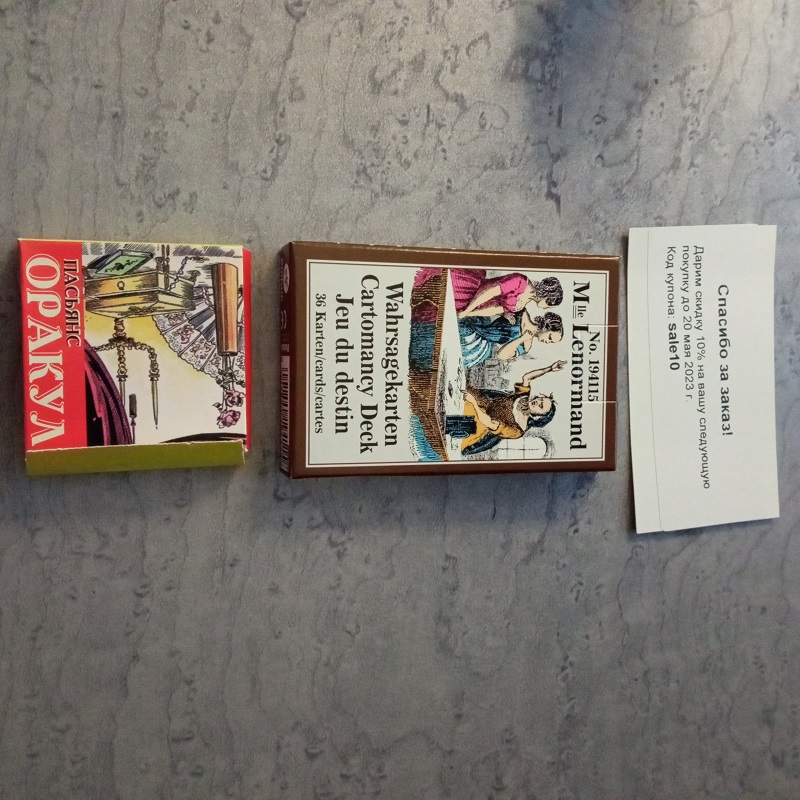 ПАСЬЯНС
ОРАКУЛ
No. 194115
Mlle Lenormand
Wahrsagekarten
Cartomancy Deck
Jeu du destin
36 Karten/cards/cartes
Спасибо за заказ!
Дарим скидку 10% на вашу следующую
покупку до 20 мая 2023 г.
Код купона: sale10